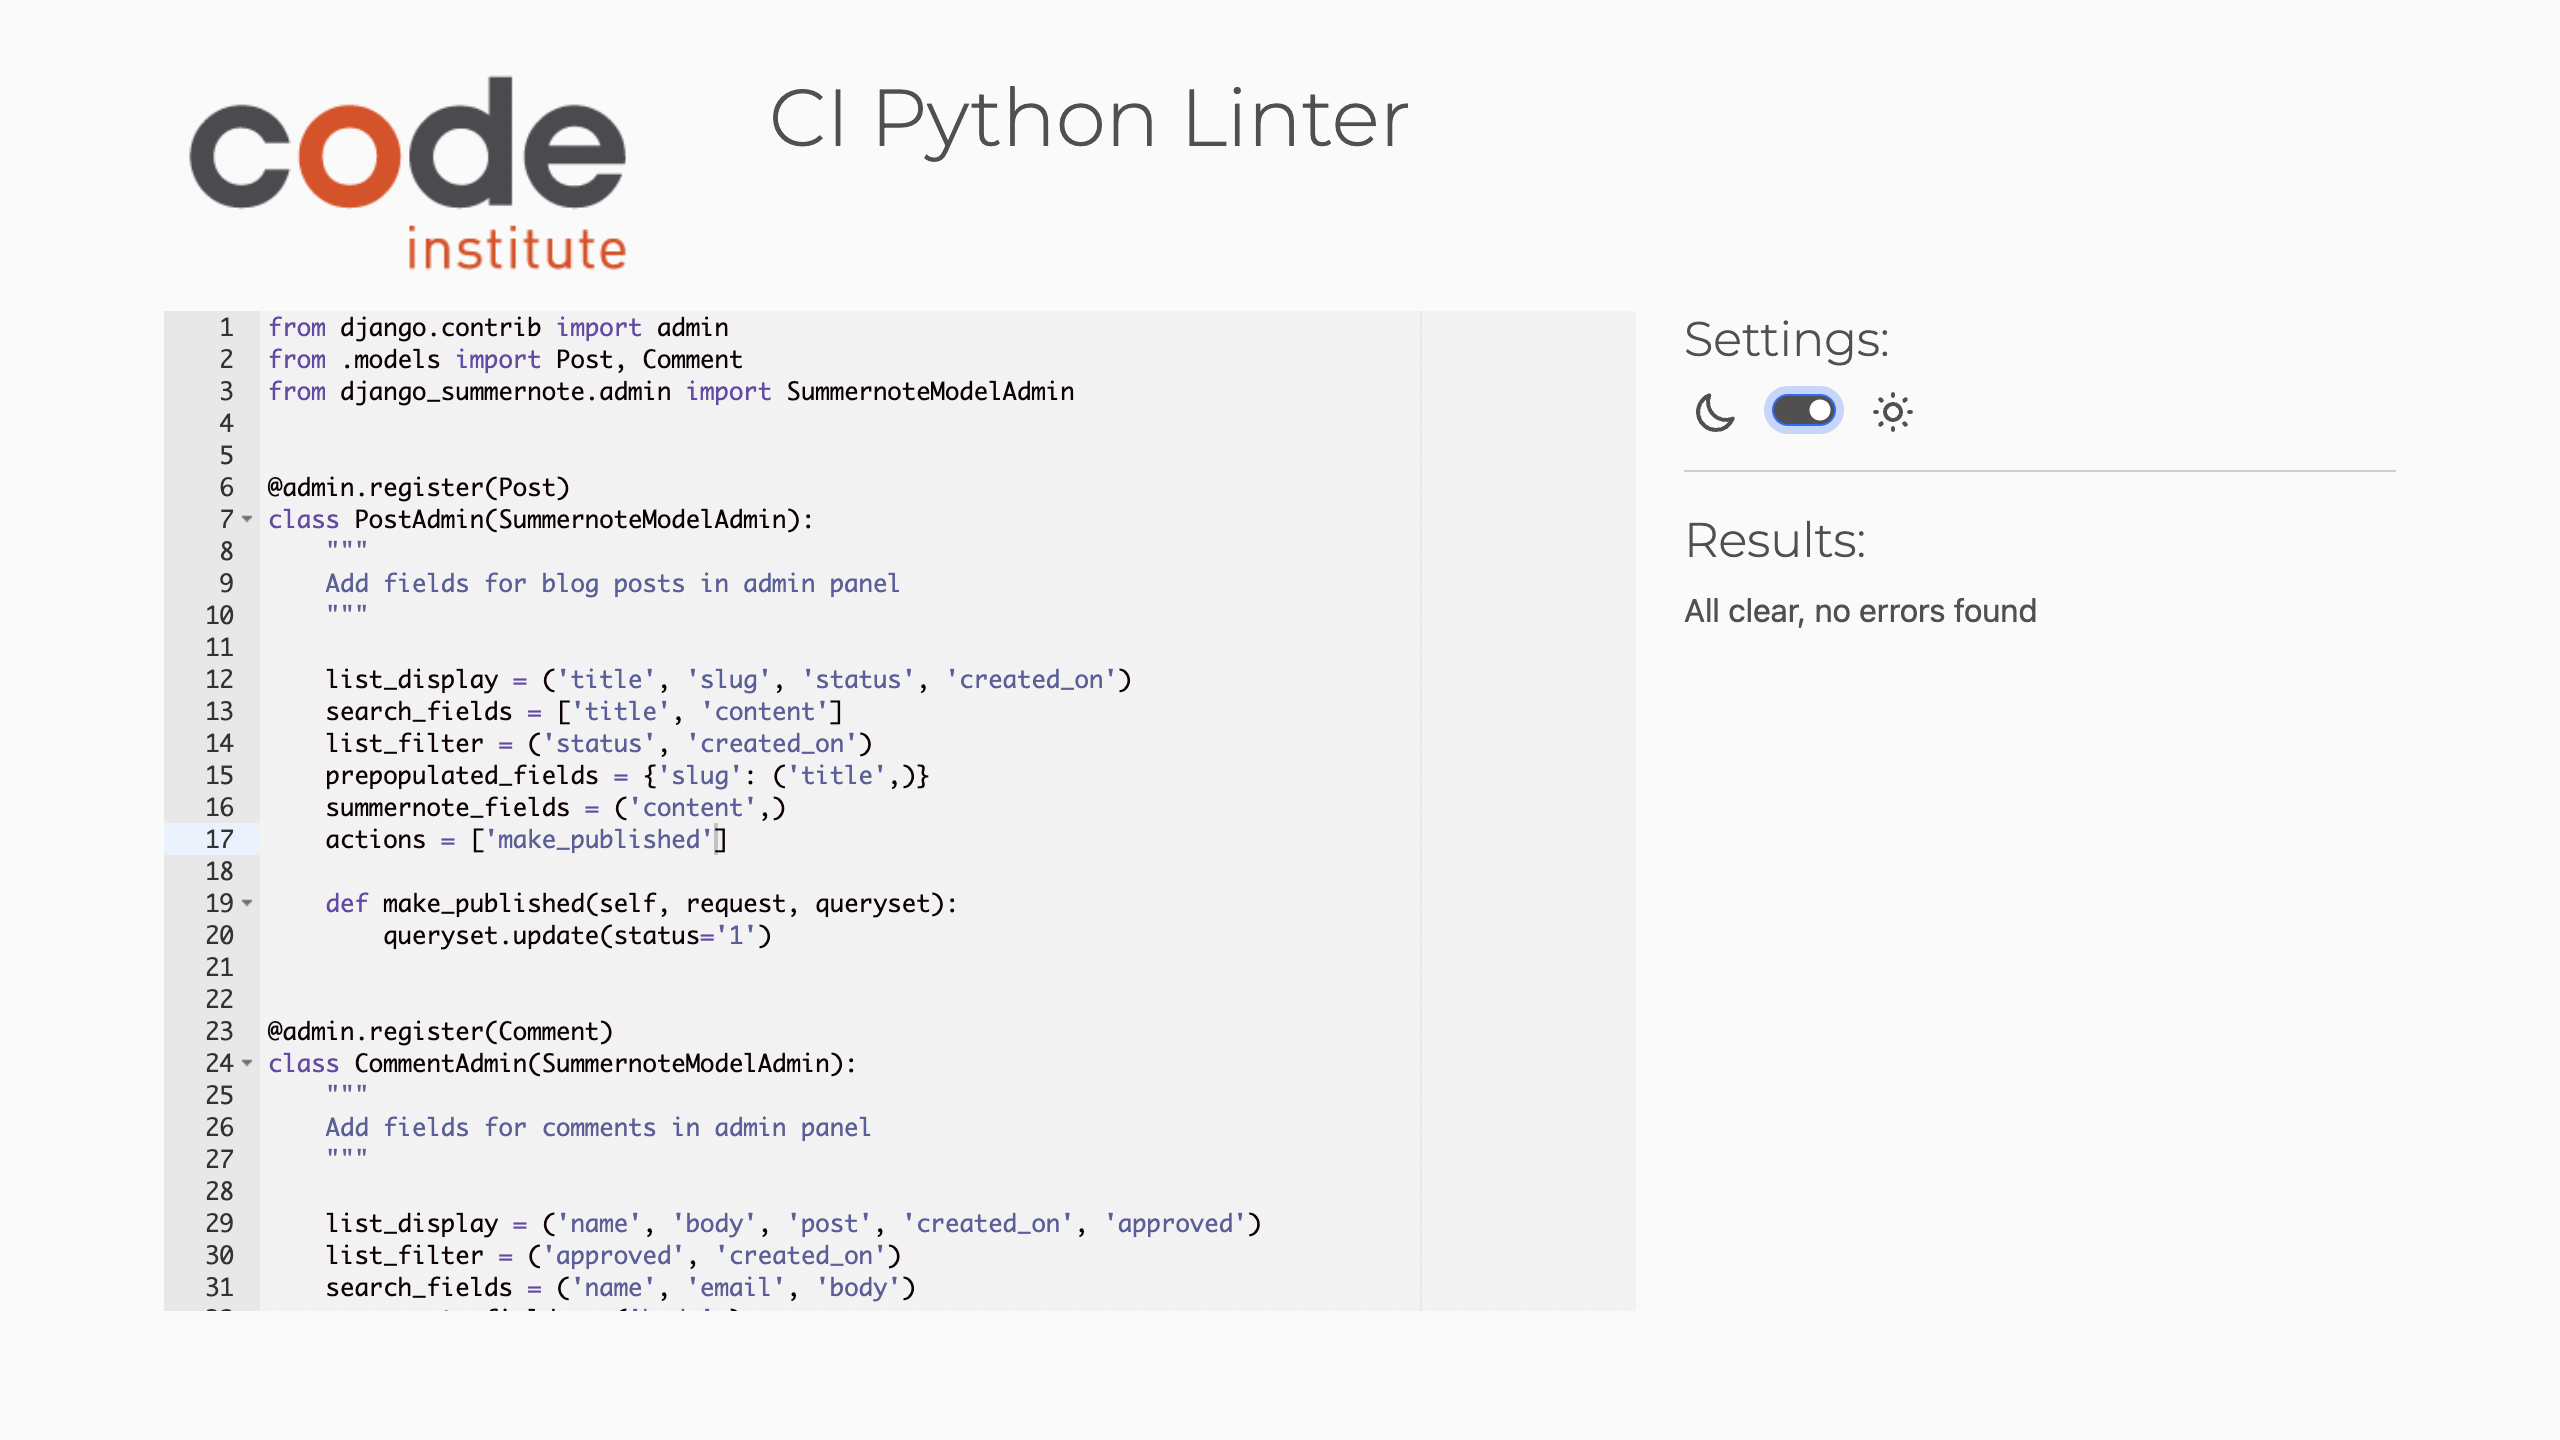 code
institute
CI Python Linter
1 from django.contrib import admin
2 from .models import Post, Comment
3 from django_summernote.admin import SummernoteModelAdmin
4
5
6 @admin.register(Post)
7 class PostAdmin(SummernoteModelAdmin):
8     """
9     Add fields for blog posts in admin panel
10     """
11
12     list_display = ('title', 'slug', 'status', 'created_on')
13     search_fields = ['title', 'content']
14     list_filter = ('status', 'created_on')
15     prepopulated_fields = {'slug': ('title',)}
16     summernote_fields = ('content',)
17     actions = ['make_published']
18
19     def make_published(self, request, queryset):
20         queryset.update(status='1')
21
22
23 @admin.register(Comment)
24 class CommentAdmin(SummernoteModelAdmin):
25     """
26     Add fields for comments in admin panel
27     """
28
29     list_display = ('name', 'body', 'post', 'created_on', 'approved')
30     list_filter = ('approved', 'created_on')
31     search_fields = ('name', 'email', 'body')
Settings:
Results:
All clear, no errors found